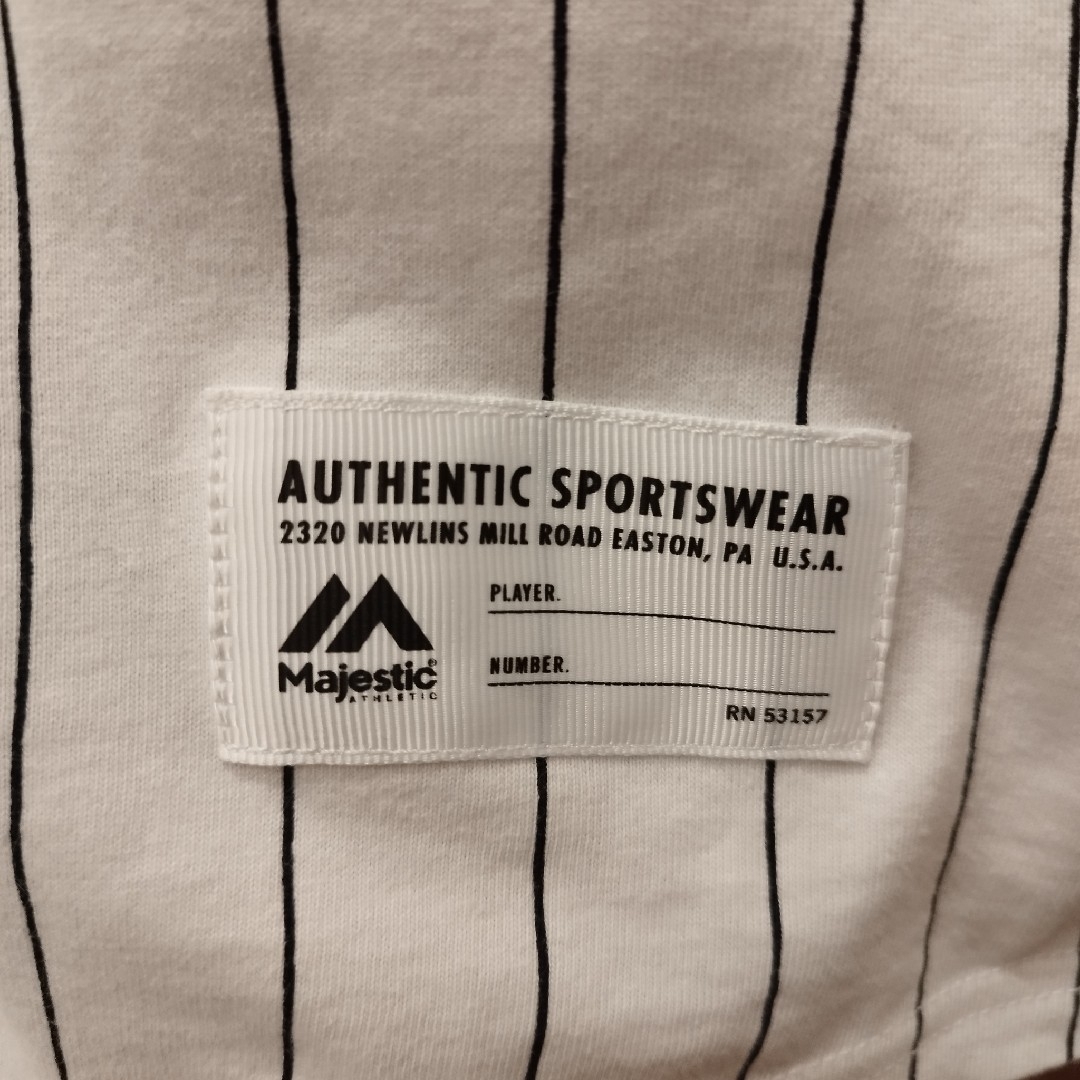 AUTHENTIC SPORTSWEAR
2320 NEWLINS MILL ROAD EASTON, PA U.S.A.
Majestic®
ATHLETIC
PLAYER.
NUMBER.
RN 53157